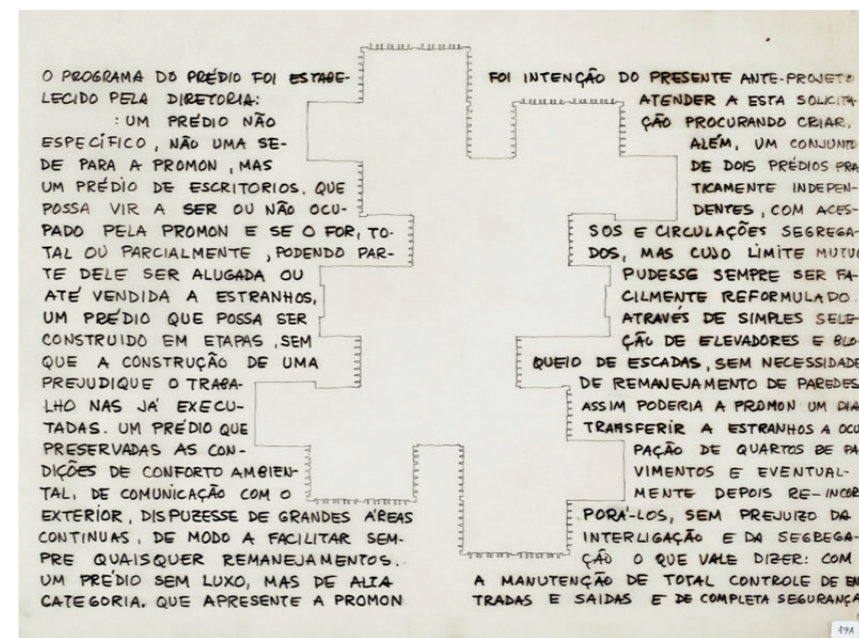 O PROGRAMA DO PRÉDIO FOI ESTABE-
LECIDO PELA DIRETORIA:
: UM PRÉDIO NÃO
ESPECÍFICO, NÃO UMA SE-
DE PARA A PROMON, MAS
UM PRÉDIO DE ESCRITORIOS, QUE
POSSA VIR A SER OU NÃO OCU-
PADO PELA PROMON E SE O FOR, TO-
TAL OU PARCIALMENTE, PODENDO PAR-
TE DELE SER ALUGADA OU
ATÉ VENDIDA A ESTRANHOS,
UM PRÉDIO QUE POSSA SER
CONSTRUIDO EM ETAPAS, SEM
QUE A CONSTRUÇÃO DE UMA
PREJUDIQUE O TRABA-
LHO NAS JÁ EXECU-
TADAS. UM PRÉDIO QUE
PRESERVADAS AS CON-
DIÇÕES DE CONFORTO AMBIEN-
TAL, DE COMUNICAÇÃO COM O
EXTERIOR, DISPUZESSE DE GRANDES ÁREAS
CONTINUAS, DE MODO A FACILITAR SEM-
PRE QUAISQUER REMANEJAMENTOS.
UM PRÉDIO SEM LUXO, MAS DE ALTA
CATEGORIA, QUE APRESENTE A PROMON
FOI INTENÇÃO DO PRESENTE ANTE-PROJETO
ATENDER A ESTA SOLICITA
ÇÃO PROCURANDO CRIAR,
ALÉM, UM CONJUNTO
DE DOIS PRÉDIOS PRA
TICAMENTE INDEPEN-
DENTES, COM ACES-
SOS E CIRCULAÇÕES SEGREGA-
DOS, MAS CUJO LIMITE MUTUO
PUDESSE SEMPRE SER FA-
CILMENTE REFORMULADO
ATRAVÉS DE SIMPLES SELE-
ÇÃO DE ELEVADORES E BLO-
QUEIO DE ESCADAS, SEM NECESSIDADE
DE REMANEJAMENTO DE PAREDES
ASSIM PODERIA A PROMON UM DIA
TRANSFERIR A ESTRANHOS A OCU
PAÇÃO DE QUARTOS DE PA
VIMENTOS E EVENTUAL-
MENTE DEPOIS RE-INCOR
PORÁ-LOS, SEM PREJUIZO DA
INTERLIGAÇÃO E DA SEGREGA-
ÇÃO O QUE VALE DIZER: COM
A MANUTENÇÃO DE TOTAL CONTROLE DE EN
TRADAS E SAIDAS E DE COMPLETA SEGURANÇA